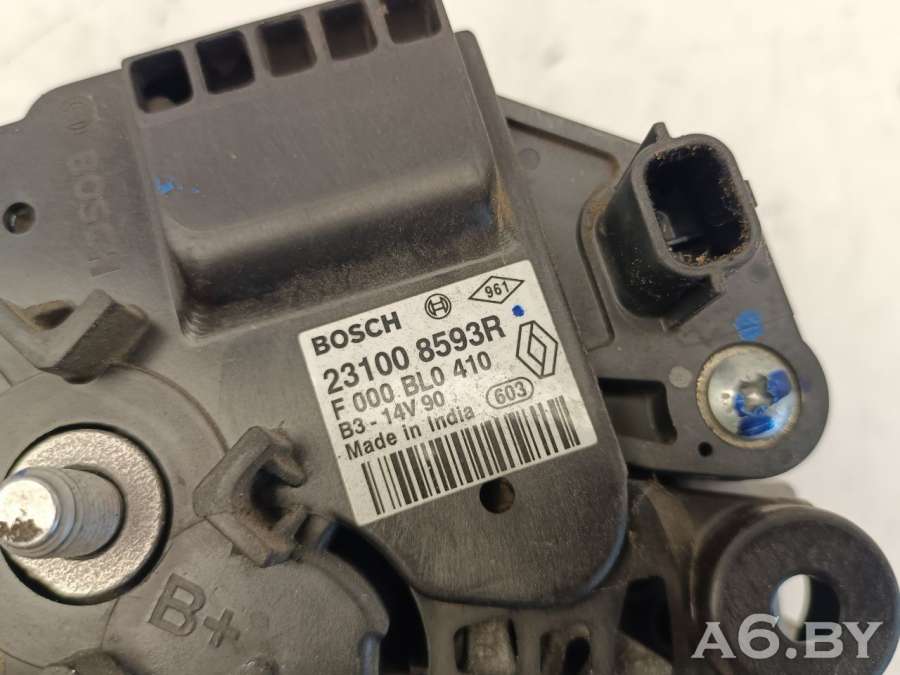 BOSCH
BOSCH
961
23100 8593R
F 000 BL0 410
B3 - 14V 90
603
Made in India
B+
A6.BY